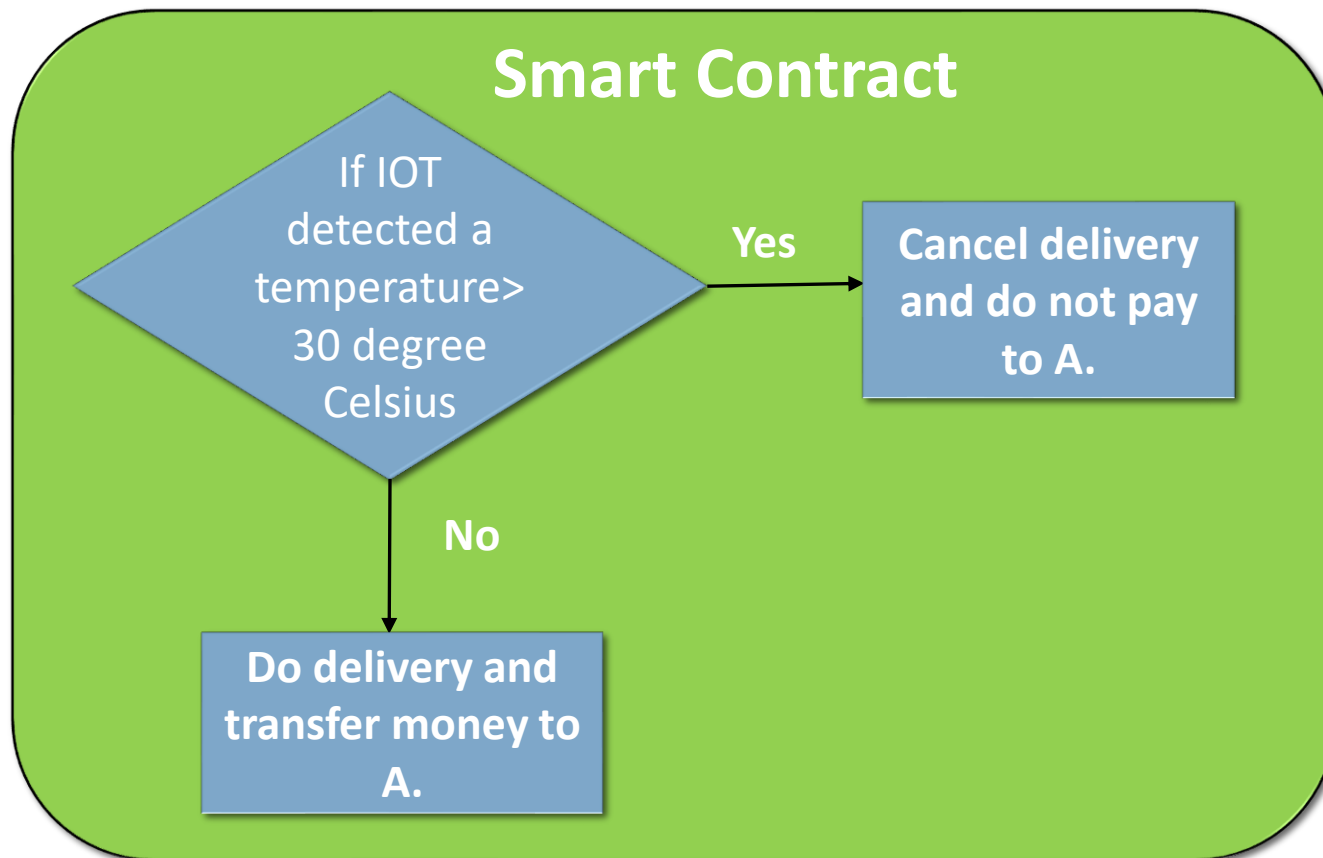 Smart Contract
If IOT
detected a
temperature>
30 degree
Celsius
Yes
Cancel delivery
and do not pay
to A.
No
Do delivery and
transfer money to
A.